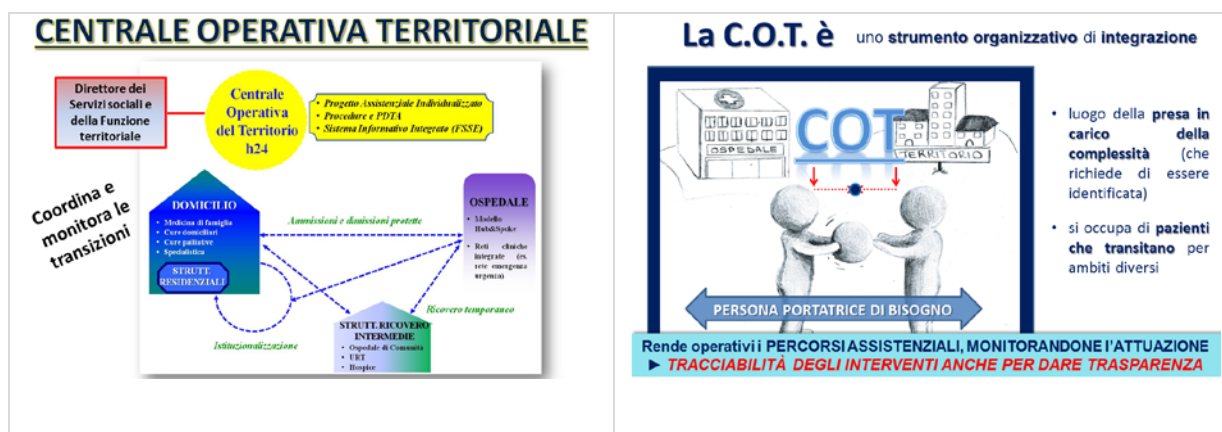 CENTRALE OPERATIVA TERRITORIALE
Direttore dei
Servizi sociali e
della Funzione
territoriale
Centrale
Operativa
del Territorio
h24
• Progetto Assistenziale Individualizzato
• Procedure e PDTA
• Sistema Informativo Integrato (FSSE)
Coordina e
monitora le
transizioni
DOMICILIO
• Medicina di famiglia
• Cure domiciliari
• Cure palliative
• Specialistica
STRUTT.
RESIDENZIALI
Ammissioni e dimissioni protette
OSPEDALE
• Modello
Hub&Spoke
• Reti cliniche
integrate (es.
rete emergenza
urgenza)
Ricovero temporaneo
Istituzionalizzazione
STRUTT. RICOVERO
INTERMEDIE
• Ospedale di Comunità
• URT
• Hospice
La C.O.T. è uno strumento organizzativo di integrazione
COT
OSPEDALE
TERRITORIO
PERSONA PORTATRICE DI BISOGNO
• luogo della presa in
carico della
complessità (che
richiede di essere
identificata)
• si occupa di pazienti
che transitano per
ambiti diversi
Rende operativi i PERCORSI ASSISTENZIALI, MONITORANDONE l'ATTUAZIONE
► TRACCIABILITÀ DEGLI INTERVENTI ANCHE PER DARE TRASPARENZA